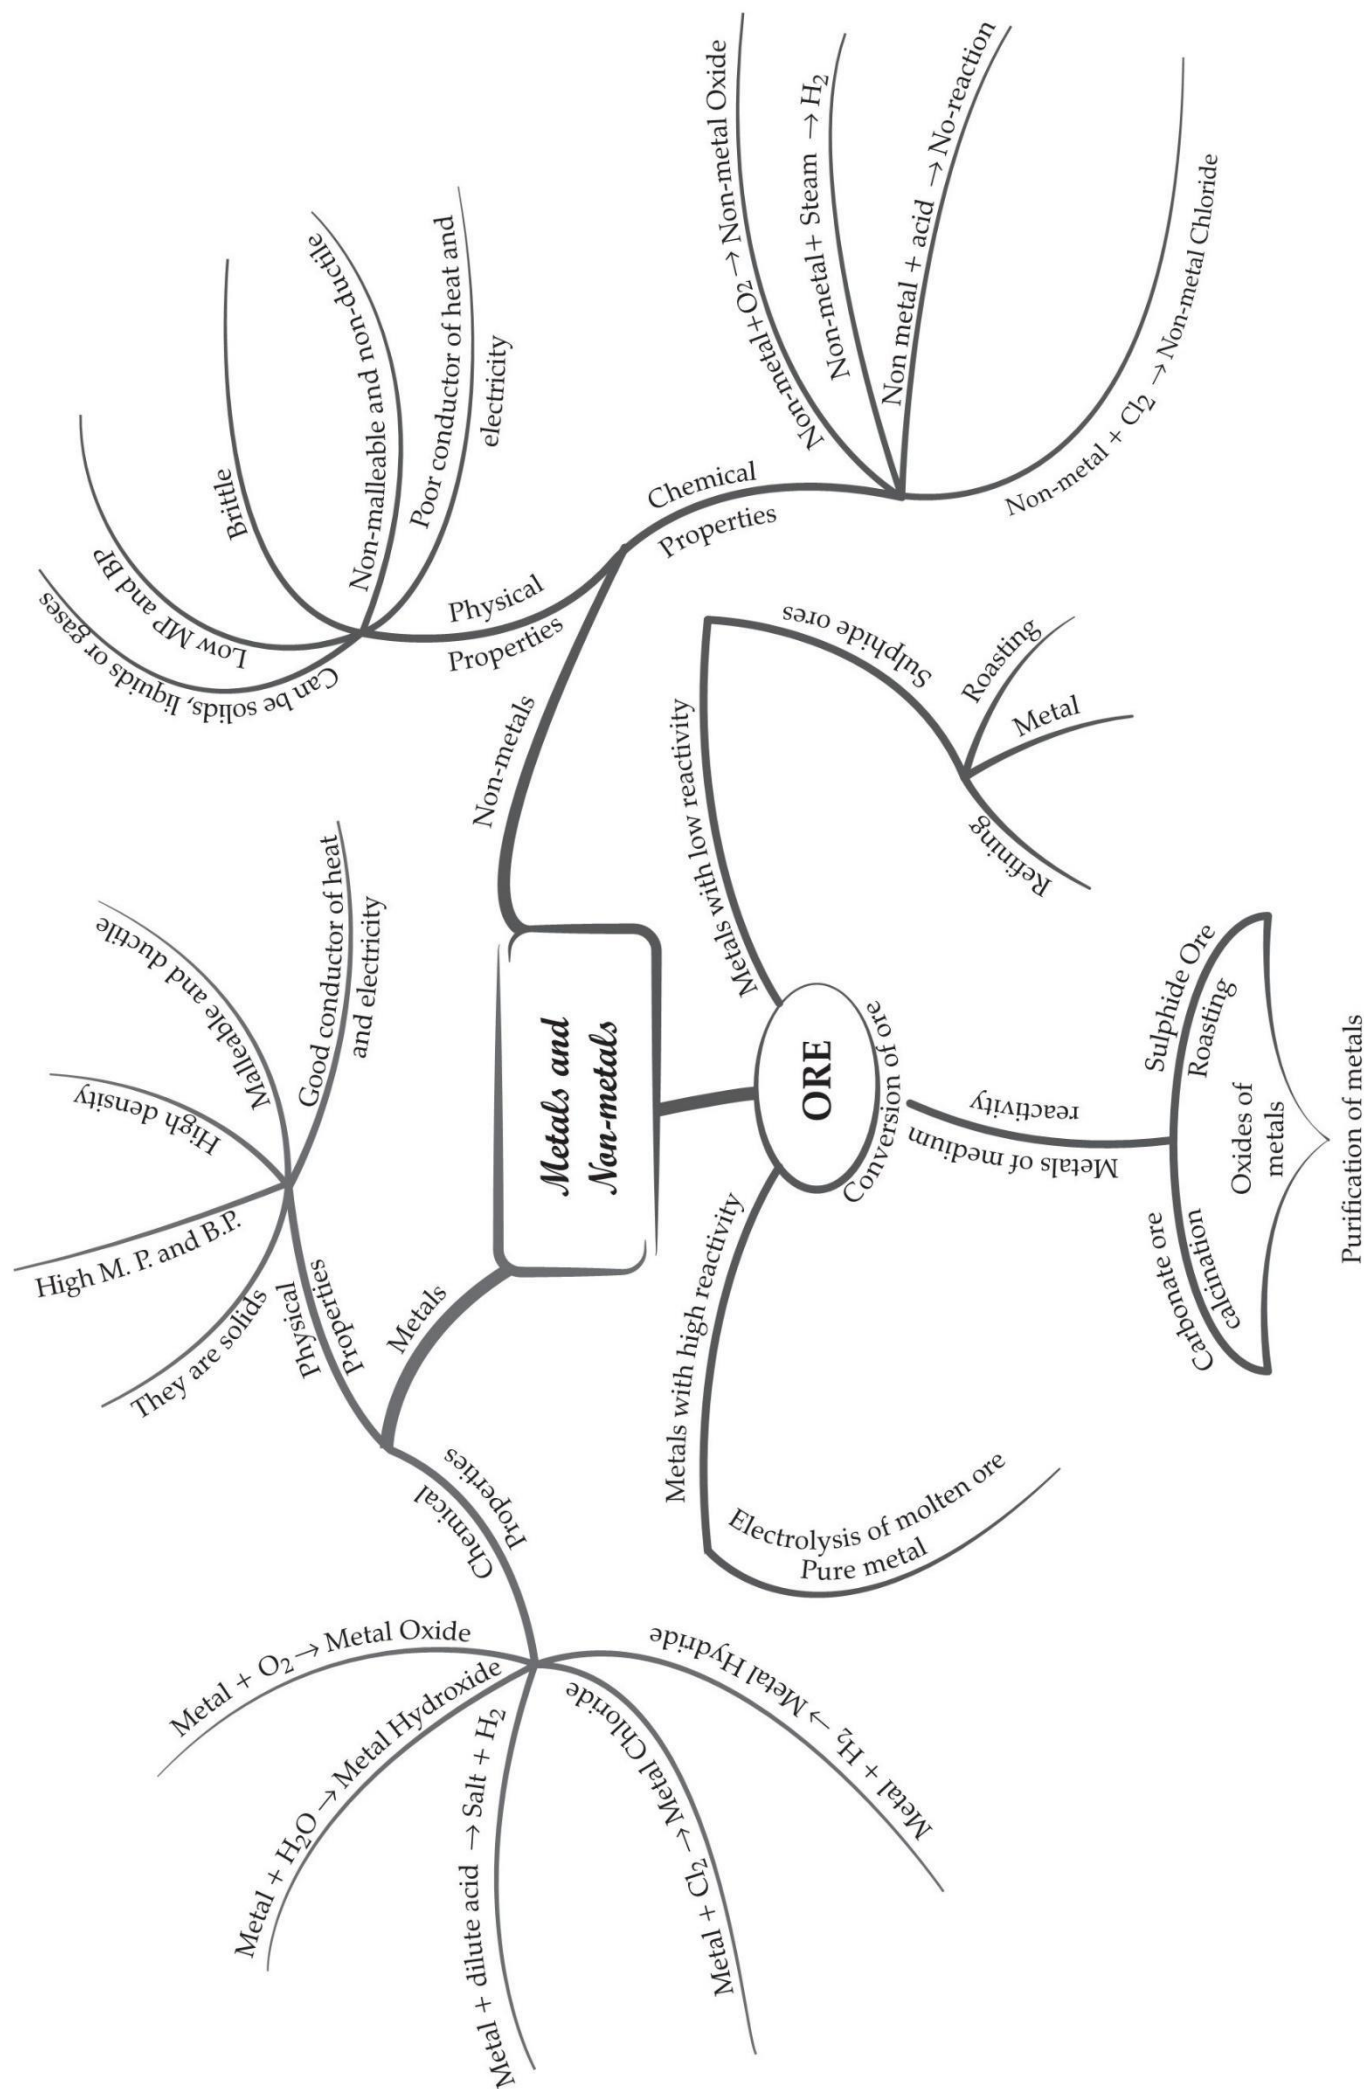 Metals and
Non-metals
Metals
Physical
Properties
They are solids
High M. P. and B.P.
High density
Malleable and ductile
Good conductor of heat
and electricity
Chemical
Properties
Metal + O₂ → Metal Oxide
Metal + H₂O → Metal Hydroxide
Metal + dilute acid → Salt + H₂
Metal + Cl₂ → Metal Chloride
Metal + H₂ → Metal Hydride
Non-metals
Physical
Properties
Can be solids, liquids or gases
Low MP and BP
Brittle
Non-malleable and non-ductile
Poor conductor of heat and
electricity
Chemical
Properties
Non-metal+O₂ → Non-metal Oxide
Non-metal+ Steam → H₂
Non metal + acid → No-reaction
Non-metal + Cl₂ → Non-metal Chloride
ORE
Conversion of ore
Metals with high reactivity
Electrolysis of molten ore
Pure metal
Metals of medium
reactivity
Carbonate ore
calcination
Sulphide Ore
Roasting
Oxides of
metals
Purification of metals
Metals with low reactivity
Sulphide ores
Roasting
Metal
Refining